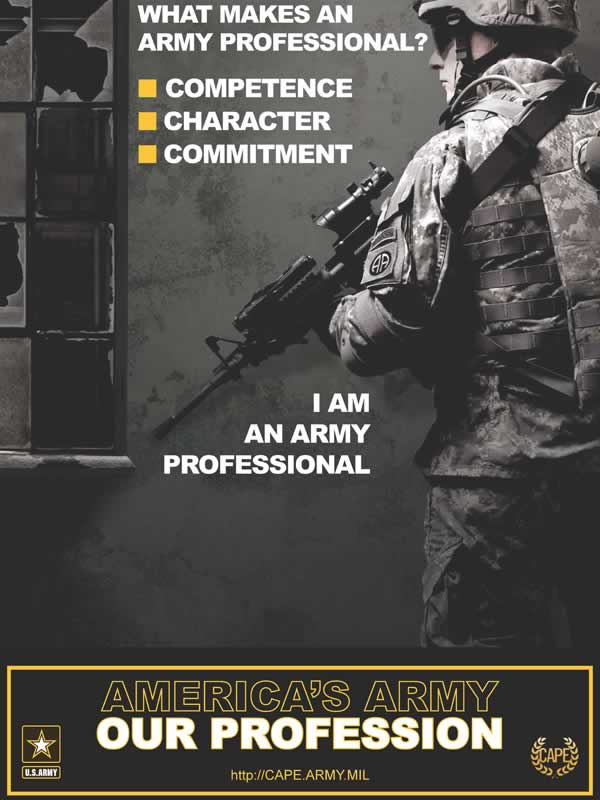 WHAT MAKES AN
ARMY PROFESSIONAL?
COMPETENCE
CHARACTER
COMMITMENT
AA
I AM
AN ARMY
PROFESSIONAL
AMERICA'S ARMY
OUR PROFESSION
U.S.ARMY
CAPE
http://CAPE.ARMY.MIL